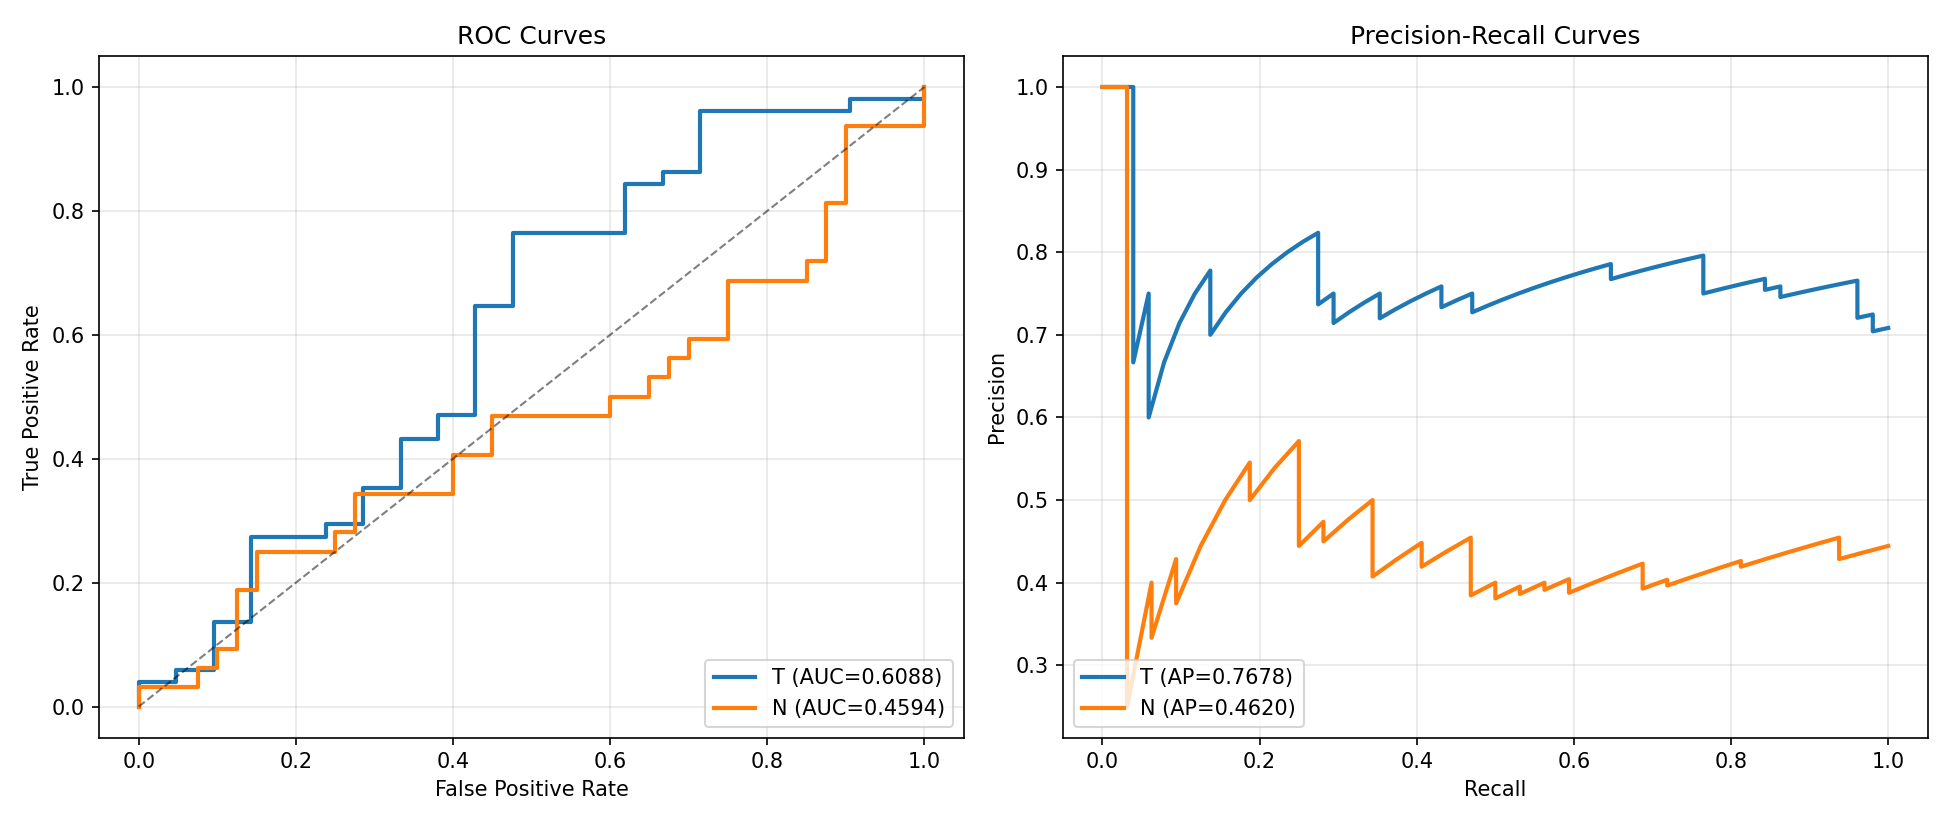 ROC Curves
True Positive Rate
1.0
0.8
0.6
0.4
0.2
0.0
0.0 0.2 0.4 0.6 0.8 1.0
False Positive Rate
T (AUC=0.6088)
N (AUC=0.4594)
Precision-Recall Curves
Precision
1.0
0.9
0.8
0.7
0.6
0.5
0.4
0.3
0.0 0.2 0.4 0.6 0.8 1.0
Recall
T (AP=0.7678)
N (AP=0.4620)